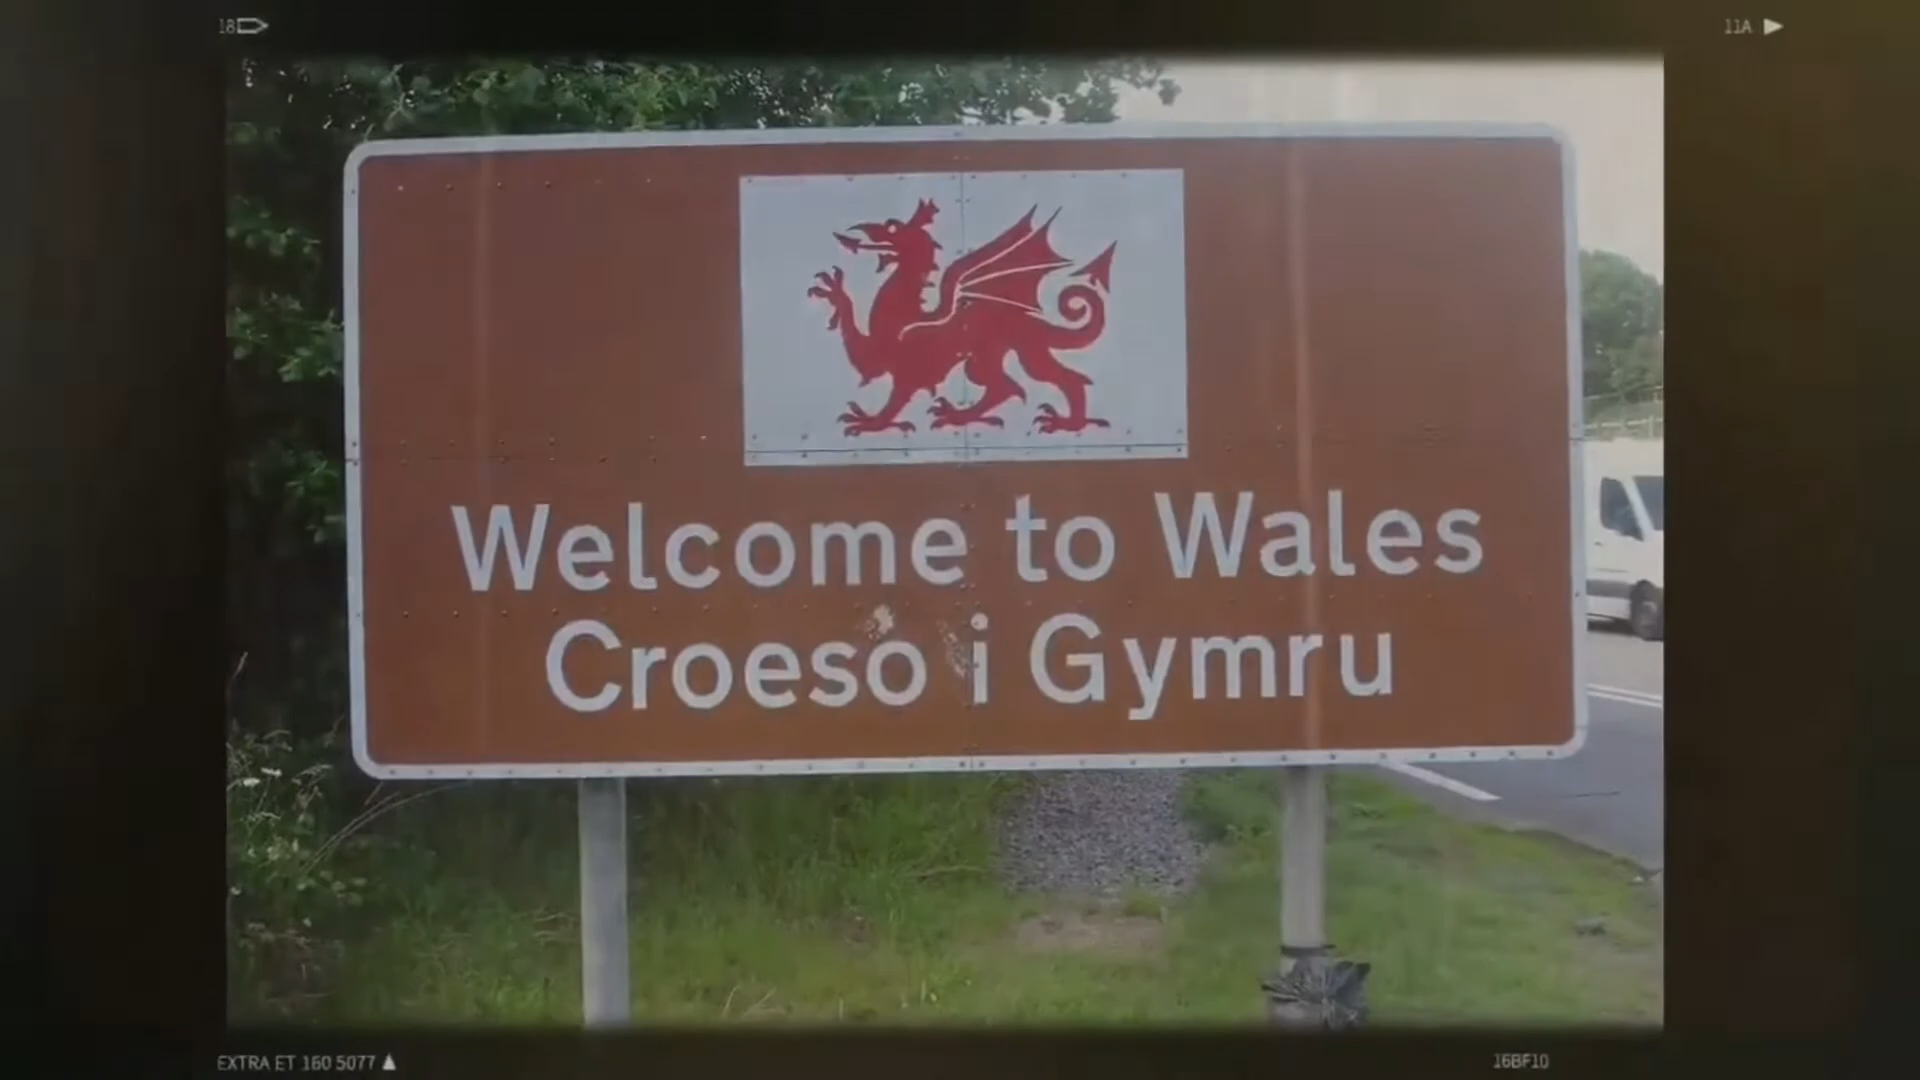 18
11A
Welcome to Wales
Croeso i Gymru
EXTRA ET 160 5077
16BF10